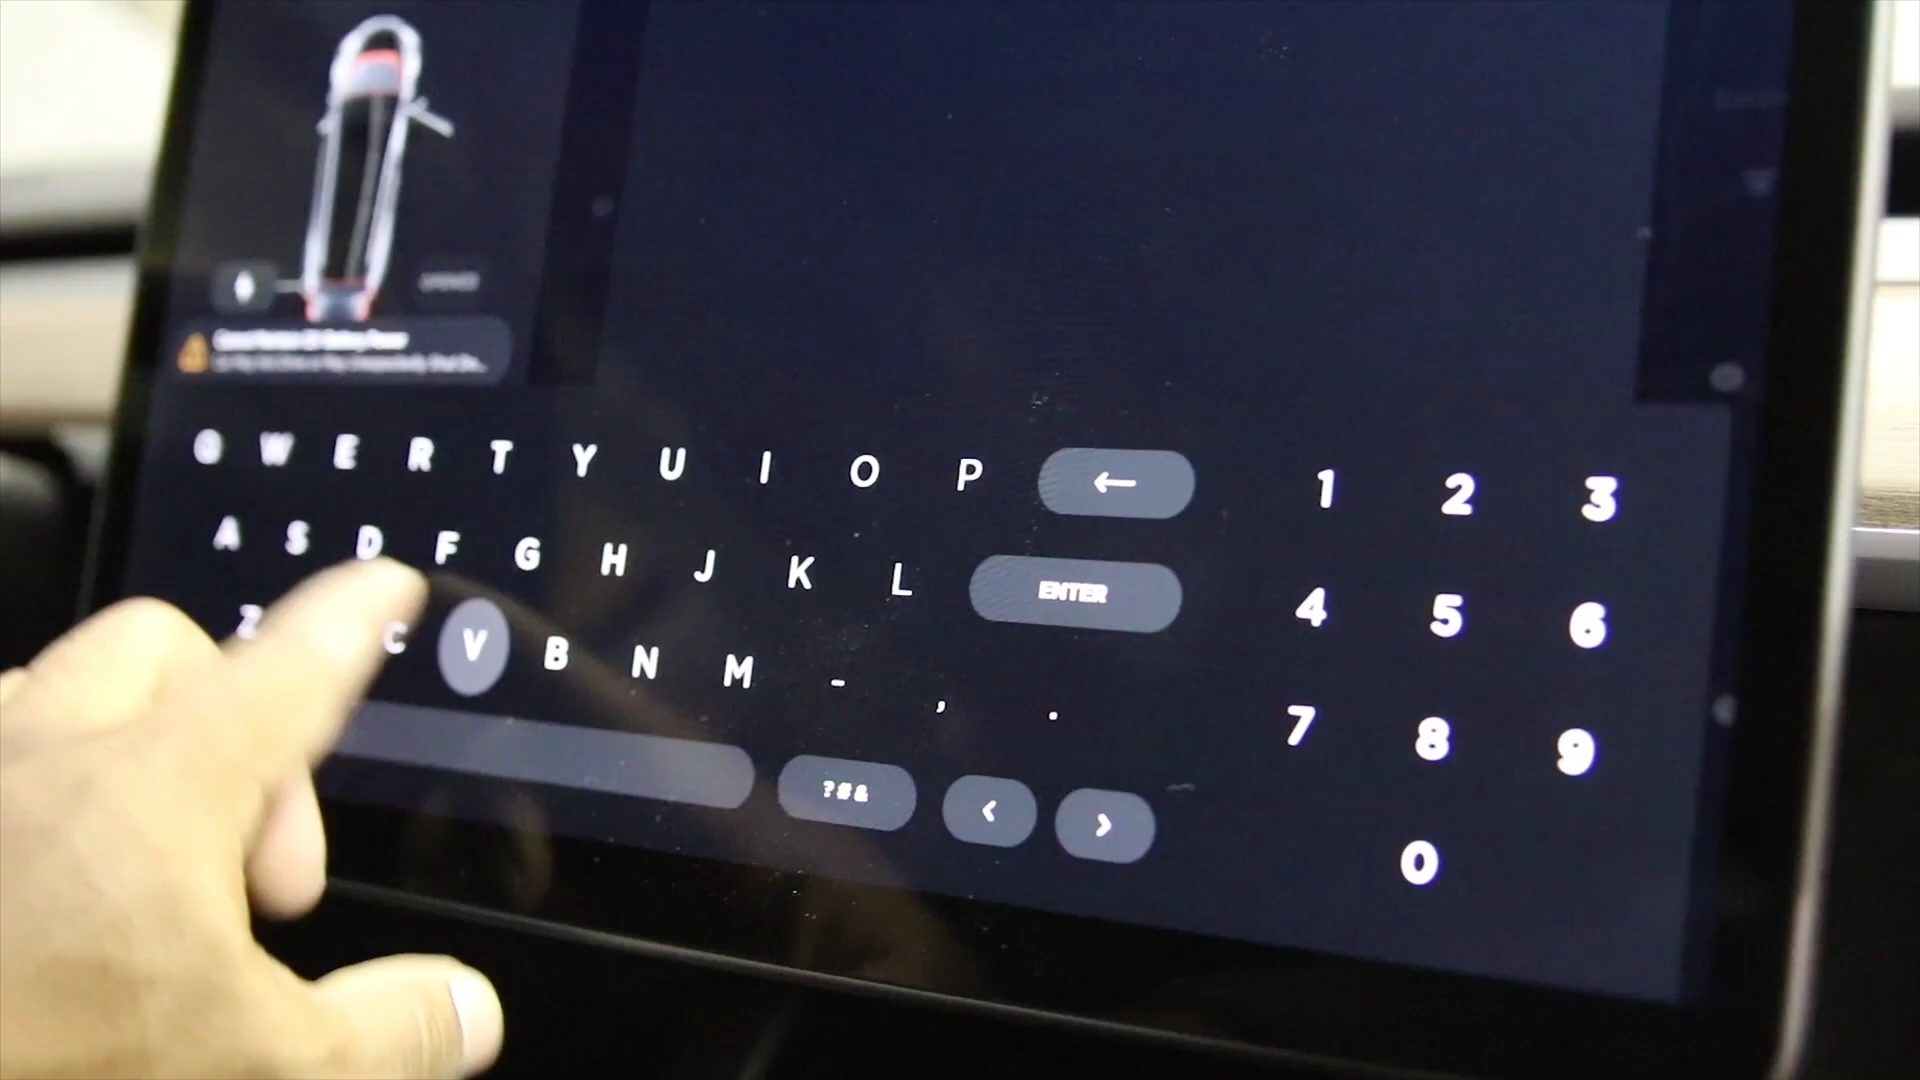 Q W E R T Y U I O P ← 1 2 3
A S D F G H J K L ENTER 4 5 6
Z C V B N M - , . 7 8 9
?#& < > 0